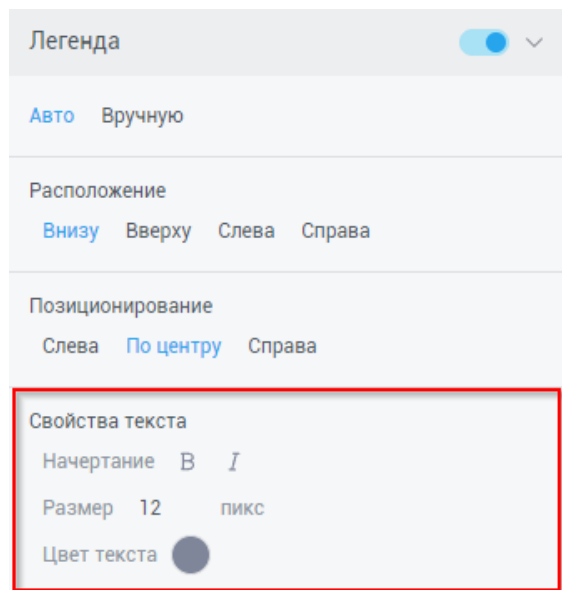 Легенда
Авто Вручную
Расположение
Внизу Вверху Слева Справа
Позиционирование
Слева По центру Справа
Свойства текста
Начертание B I
Размер 12 пикс
Цвет текста